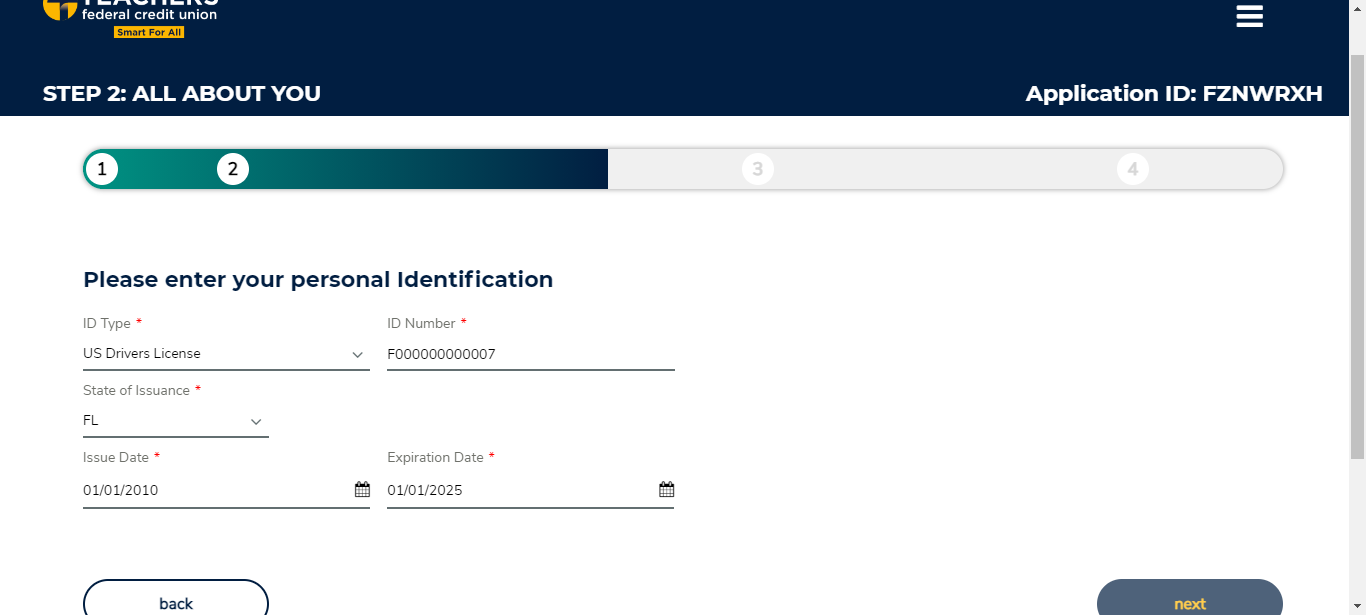 TEACHERS
federal credit union
Smart For All
STEP 2: ALL ABOUT YOU
Application ID: FZNWRXH
1
2
3
4
Please enter your personal Identification
ID Type *
ID Number *
US Drivers License
F000000000007
State of Issuance *
FL
Issue Date *
Expiration Date *
01/01/2010
01/01/2025
back
next